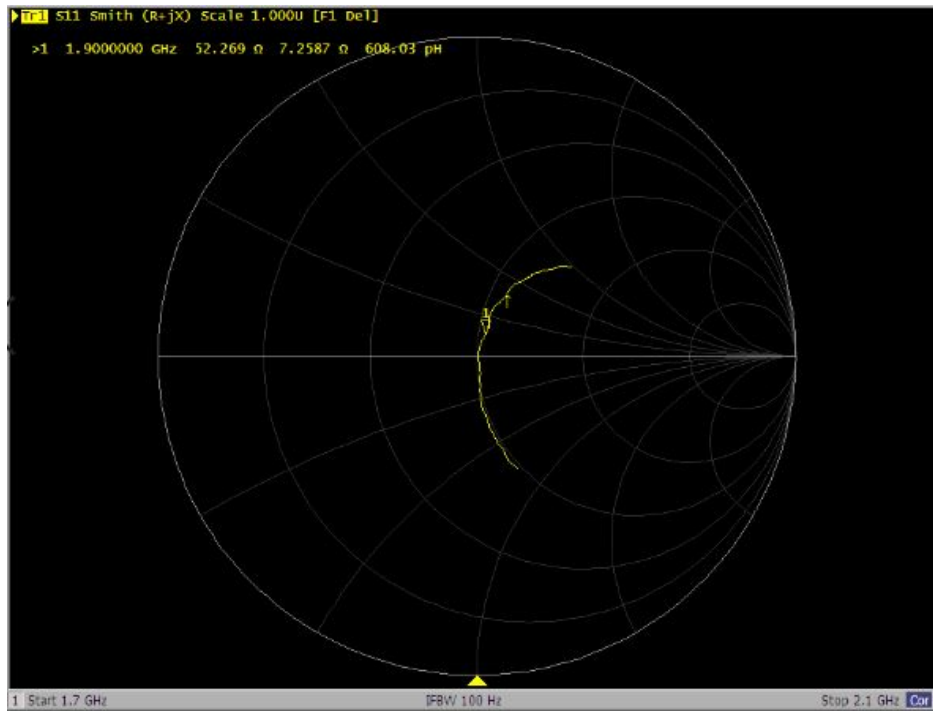 Tr1 S11 Smith (R+jX) Scale 1.000U [F1 Del]
>1 1.9000000 GHz 52.269 Ω 7.2587 Ω 608.03 pH
1
1 Start 1.7 GHz IFBW 100 Hz Stop 2.1 GHz Cor